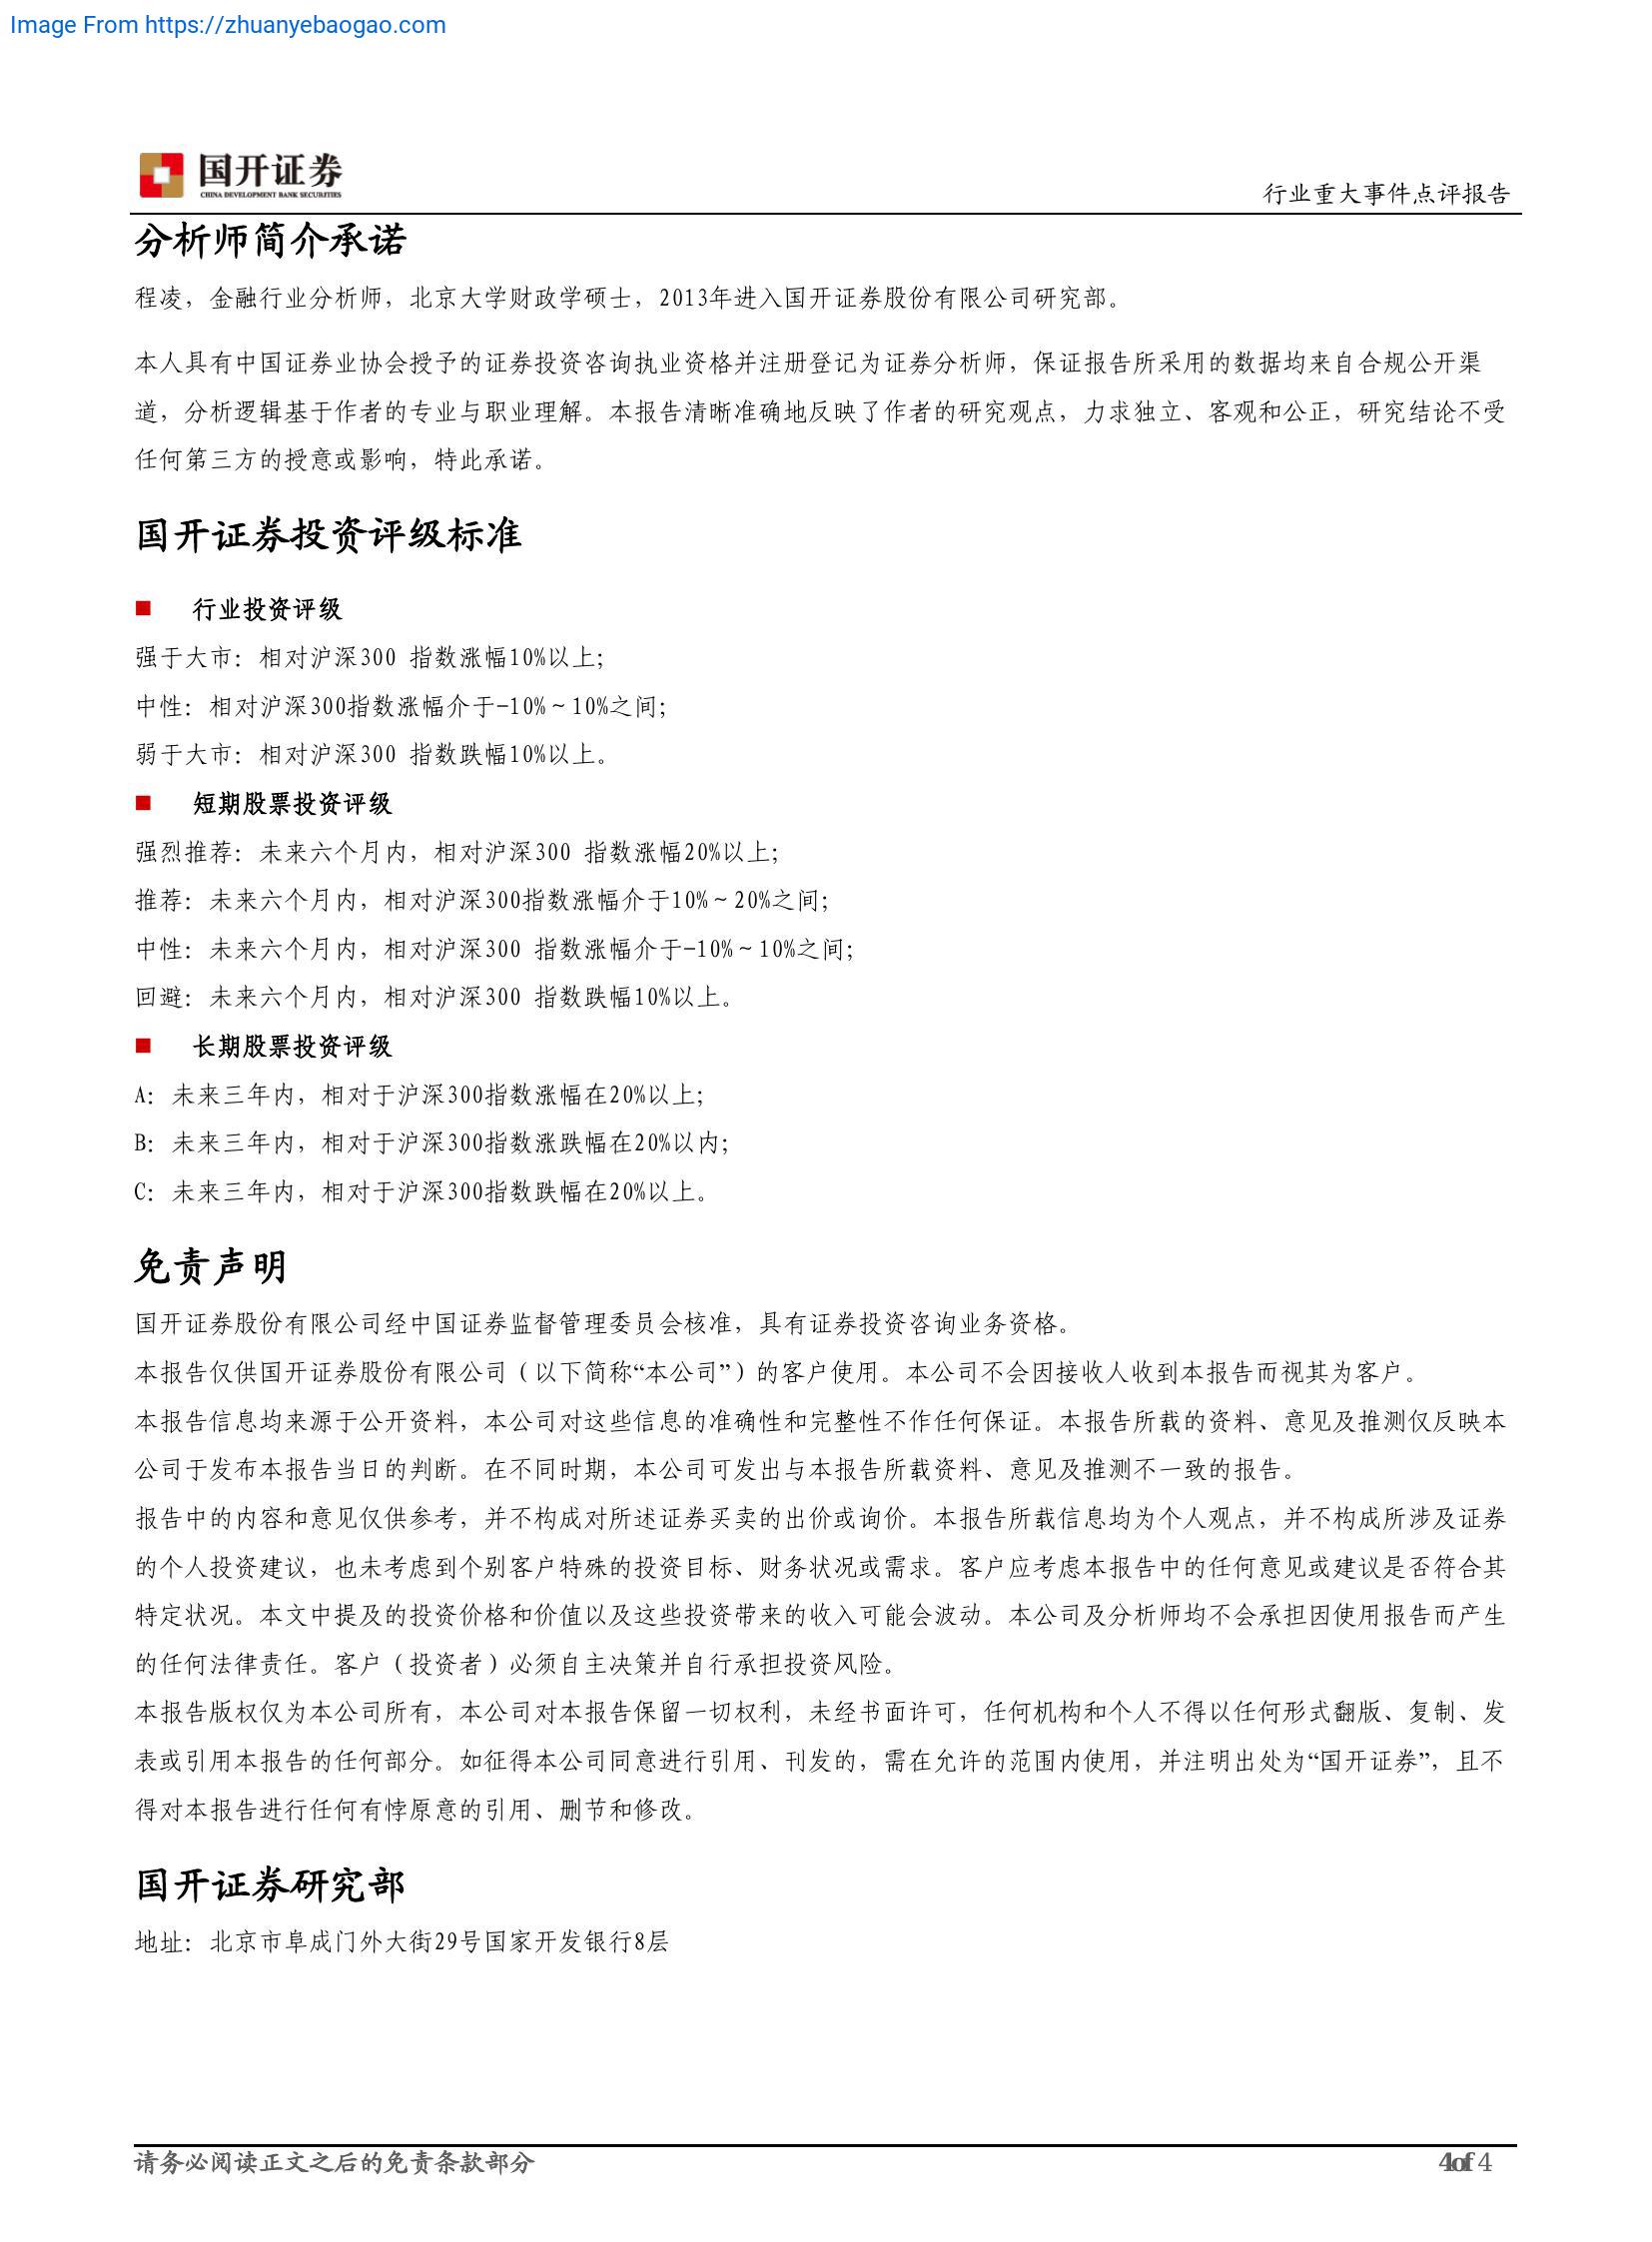 Image From https://zhuanyebaogao.com
国开证券
CHINA DEVELOPMENT BANK SECURITIES
行业重大事件点评报告
分析师简介承诺
程凌，金融行业分析师，北京大学财政学硕士，2013年进入国开证券股份有限公司研究部。
本人具有中国证券业协会授予的证券投资咨询执业资格并注册登记为证券分析师，保证报告所采用的数据均来自合规公开渠
道，分析逻辑基于作者的专业与职业理解。本报告清晰准确地反映了作者的研究观点，力求独立、客观和公正，研究结论不受
任何第三方的授意或影响，特此承诺。
国开证券投资评级标准
■ 行业投资评级
强于大市：相对沪深300 指数涨幅10%以上；
中性：相对沪深300指数涨幅介于-10%～10%之间；
弱于大市：相对沪深300 指数跌幅10%以上。
■ 短期股票投资评级
强烈推荐：未来六个月内，相对沪深300 指数涨幅20%以上；
推荐：未来六个月内，相对沪深300指数涨幅介于10%～20%之间；
中性：未来六个月内，相对沪深300 指数涨幅介于-10%～10%之间；
回避：未来六个月内，相对沪深300 指数跌幅10%以上。
■ 长期股票投资评级
A：未来三年内，相对于沪深300指数涨幅在20%以上；
B：未来三年内，相对于沪深300指数涨跌幅在20%以内；
C：未来三年内，相对于沪深300指数跌幅在20%以上。
免责声明
国开证券股份有限公司经中国证券监督管理委员会核准，具有证券投资咨询业务资格。
本报告仅供国开证券股份有限公司（以下简称“本公司”）的客户使用。本公司不会因接收人收到本报告而视其为客户。
本报告信息均来源于公开资料，本公司对这些信息的准确性和完整性不作任何保证。本报告所载的资料、意见及推测仅反映本
公司于发布本报告当日的判断。在不同时期，本公司可发出与本报告所载资料、意见及推测不一致的报告。
报告中的内容和意见仅供参考，并不构成对所述证券买卖的出价或询价。本报告所载信息均为个人观点，并不构成所涉及证券
的个人投资建议，也未考虑到个别客户特殊的投资目标、财务状况或需求。客户应考虑本报告中的任何意见或建议是否符合其
特定状况。本文中提及的投资价格和价值以及这些投资带来的收入可能会波动。本公司及分析师均不会承担因使用报告而产生
的任何法律责任。客户（投资者）必须自主决策并自行承担投资风险。
本报告版权仅为本公司所有，本公司对本报告保留一切权利，未经书面许可，任何机构和个人不得以任何形式翻版、复制、发
表或引用本报告的任何部分。如征得本公司同意进行引用、刊发的，需在允许的范围内使用，并注明出处为“国开证券”，且不
得对本报告进行任何有悖原意的引用、删节和修改。
国开证券研究部
地址：北京市阜成门外大街29号国家开发银行8层
请务必阅读正文之后的免责条款部分
4of 4